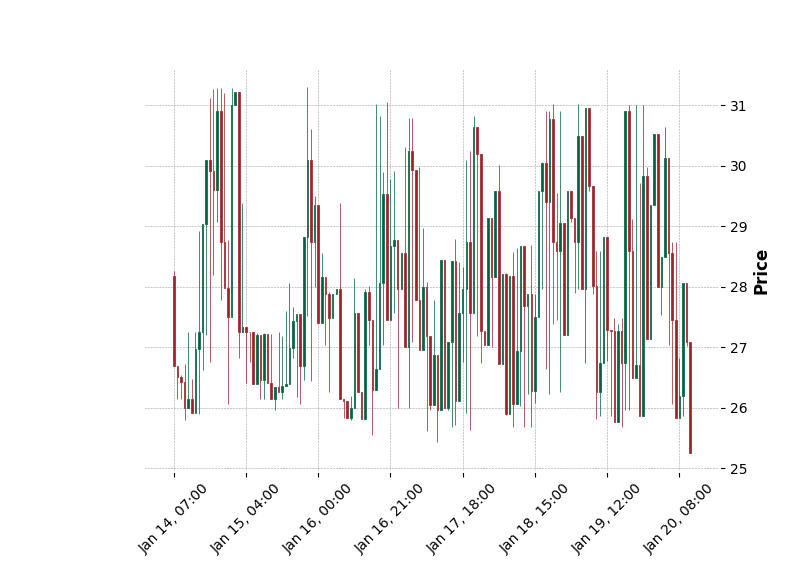 31
30
29
28
27
26
25
Price
Jan 14, 07:00
Jan 15, 04:00
Jan 16, 00:00
Jan 16, 21:00
Jan 17, 18:00
Jan 18, 15:00
Jan 19, 12:00
Jan 20, 08:00